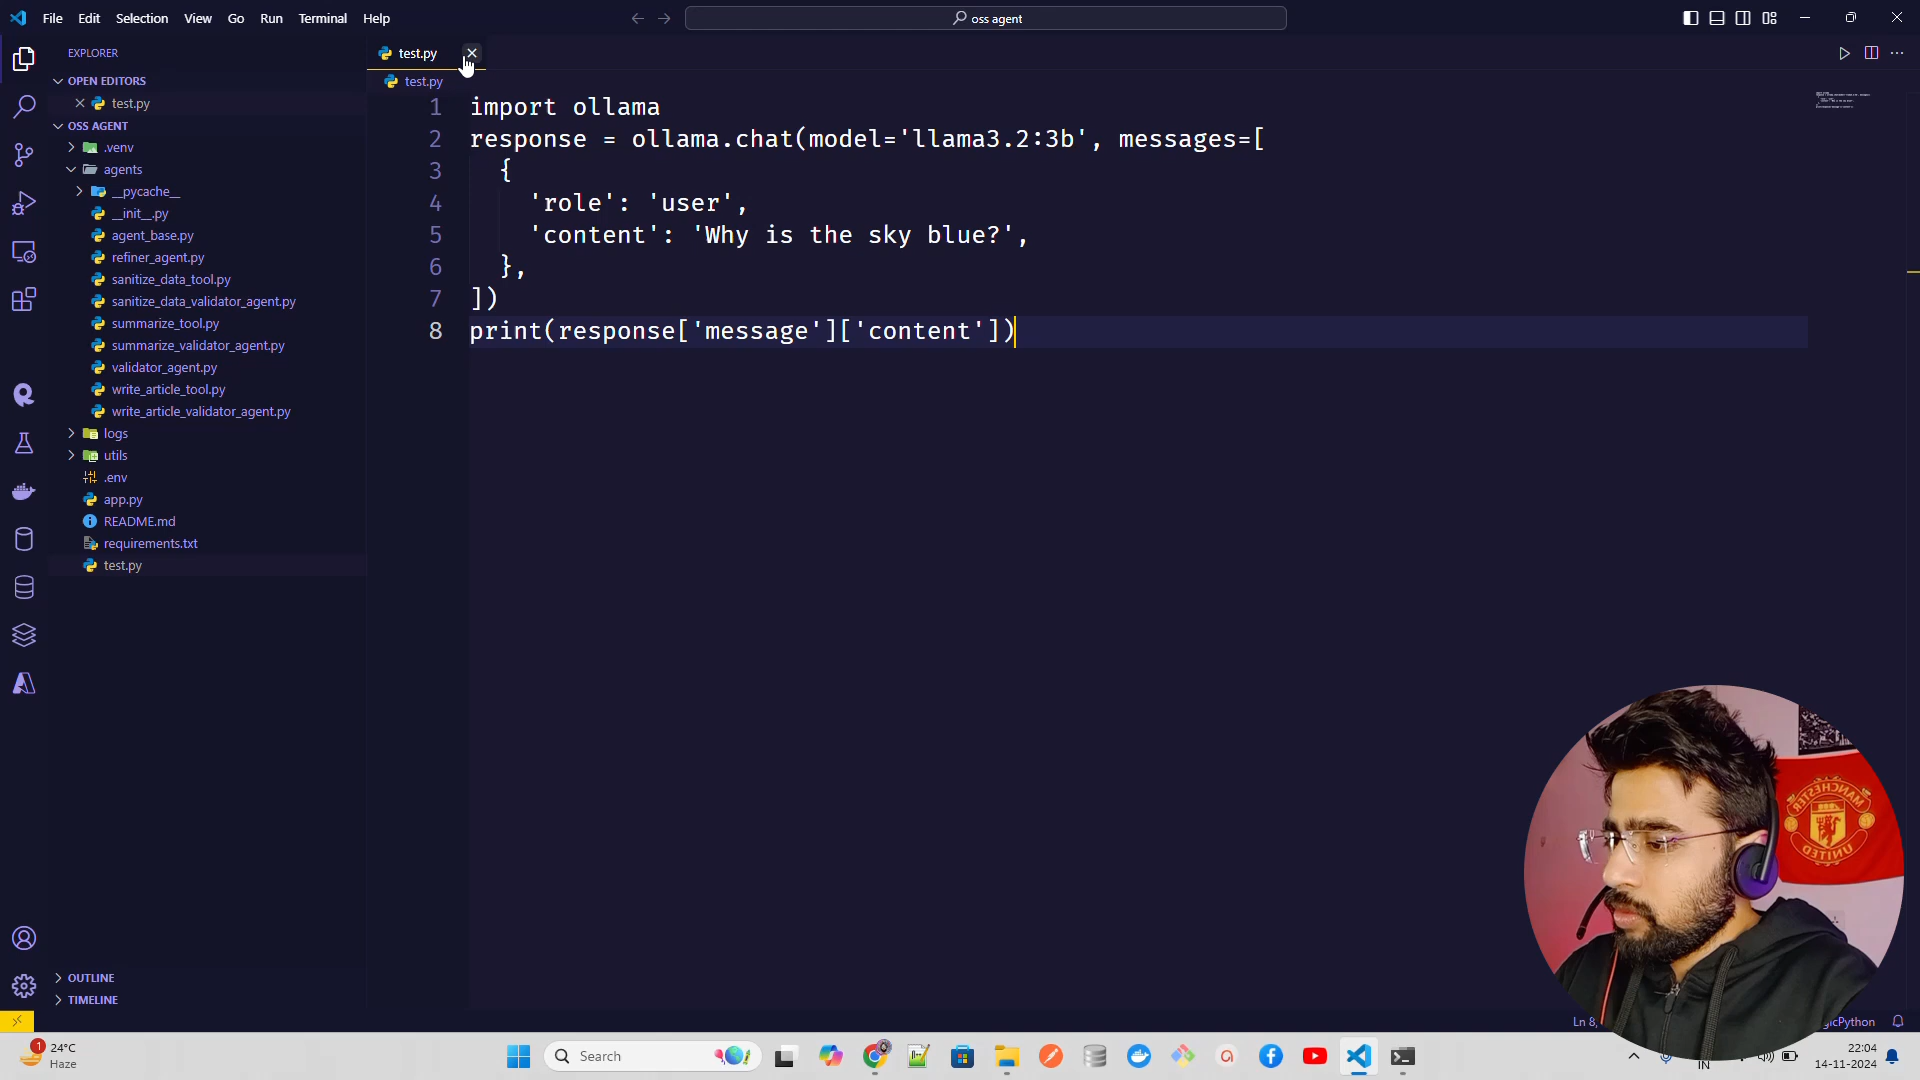 File Edit Selection View Go Run Terminal Help
oss agent
EXPLORER
OPEN EDITORS
test.py
OSS AGENT
.venv
agents
__pycache__
__init__.py
agent_base.py
refiner_agent.py
sanitize_data_tool.py
sanitize_data_validator_agent.py
summarize_tool.py
summarize_validator_agent.py
validator_agent.py
write_article_tool.py
write_article_validator_agent.py
logs
utils
.env
app.py
README.md
requirements.txt
test.py
OUTLINE
TIMELINE
test.py
test.py
1 import ollama
2 response = ollama.chat(model='llama3.2:3b', messages=[
3 {
4 'role': 'user',
5 'content': 'Why is the sky blue?',
6 },
7 ])
8 print(response['message']['content'])
MANCHESTER
UNITED
1
24°C
Haze
Search
IN
22:04
14-11-2024